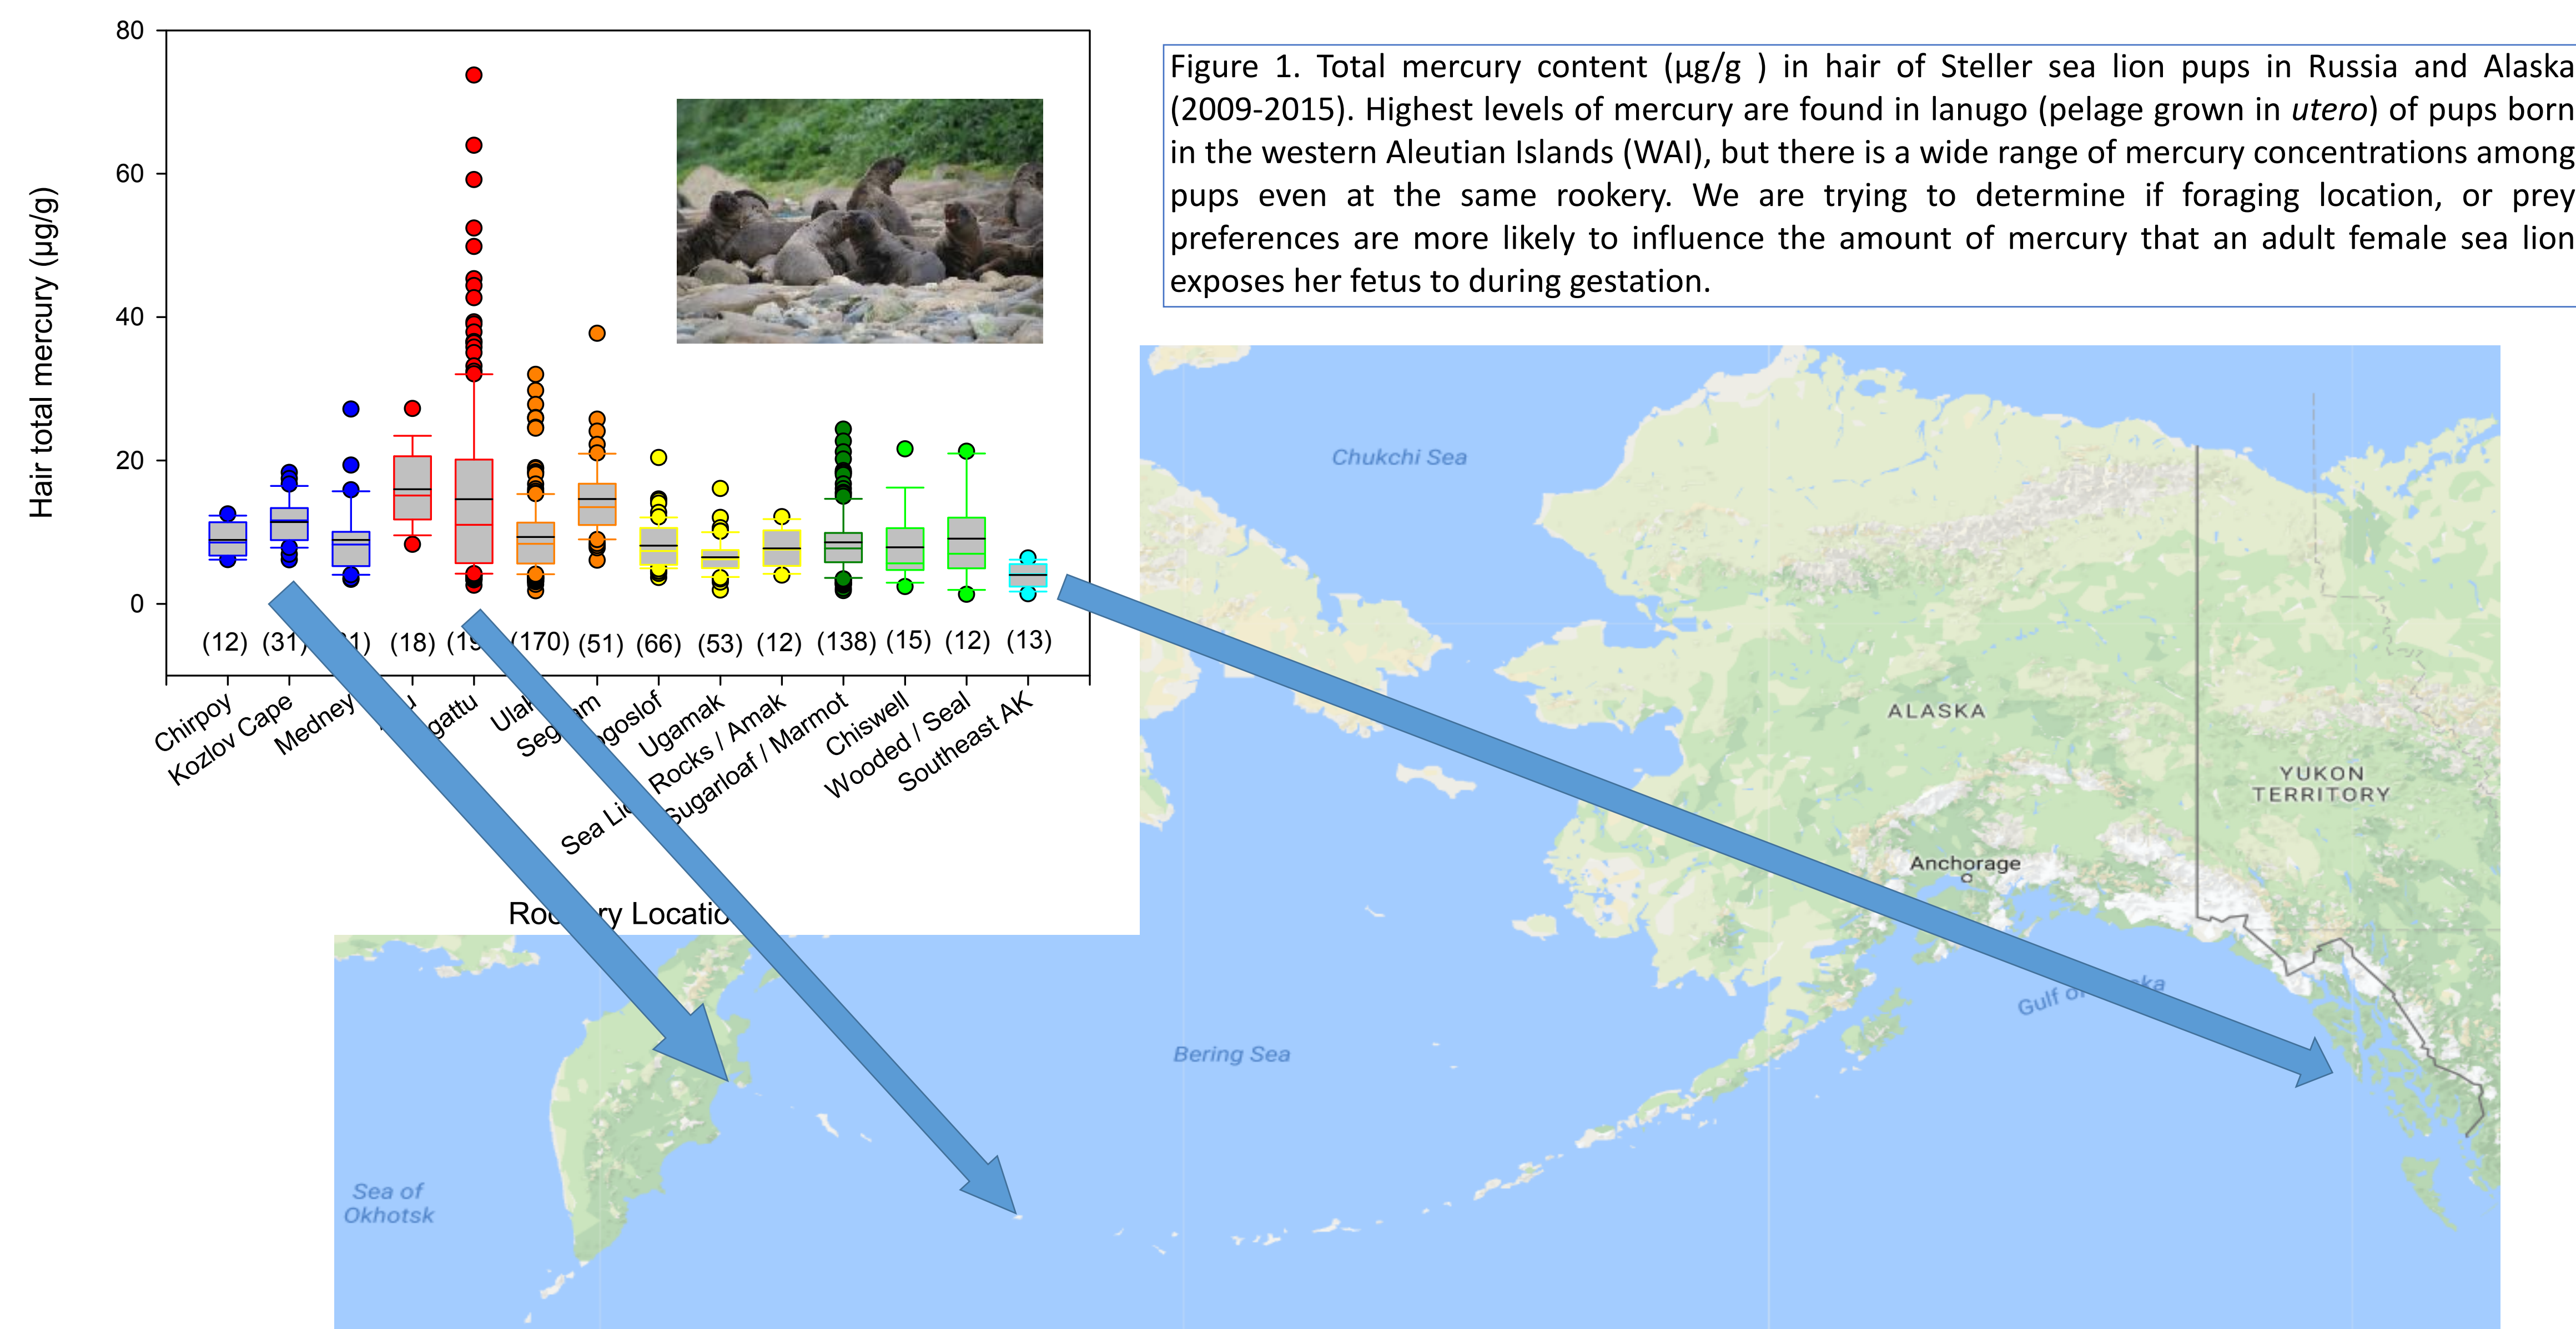 80
60
40
20
0
Hair total mercury (µg/g)
(12) (31) (18) (170) (51) (66) (53) (12) (138) (15) (12) (13)
Chirpoy
Kozlov Cape
Medney
Ulak
Ugamak
Rocks / Amak
Sugarloaf / Marmot
Chiswell
Wooded / Seal
Southeast AK
Figure 1. Total mercury content (µg/g ) in hair of Steller sea lion pups in Russia and Alaska
(2009-2015). Highest levels of mercury are found in lanugo (pelage grown in utero) of pups born
in the western Aleutian Islands (WAI), but there is a wide range of mercury concentrations among
pups even at the same rookery. We are trying to determine if foraging location, or prey
preferences are more likely to influence the amount of mercury that an adult female sea lion
exposes her fetus to during gestation.
Chukchi Sea
ALASKA
YUKON
TERRITORY
Anchorage
Gulf of
Bering Sea
Sea of
Okhotsk